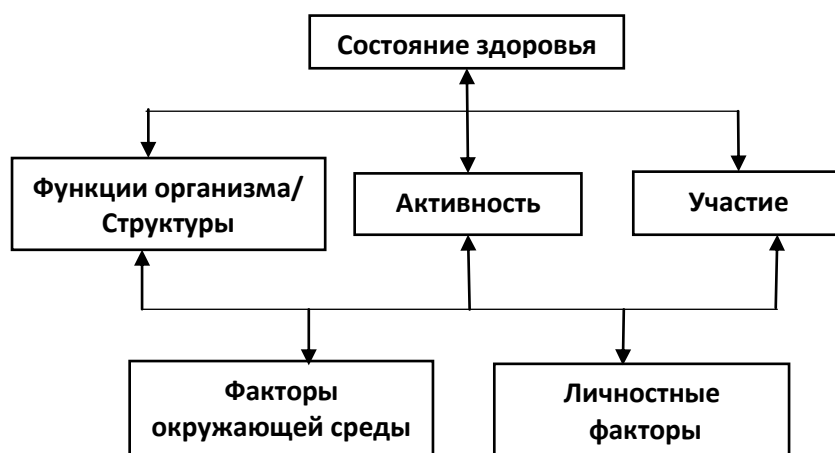 Состояние здоровья
Функции организма/
Структуры
Активность
Участие
Факторы
окружающей среды
Личностные
факторы